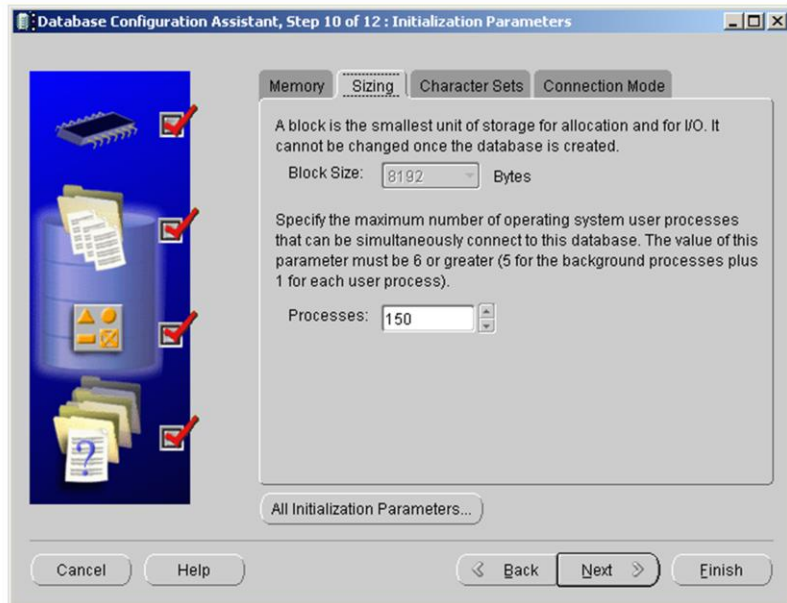 Database Configuration Assistant, Step 10 of 12 : Initialization Parameters
Memory Sizing Character Sets Connection Mode
A block is the smallest unit of storage for allocation and for I/O. It
cannot be changed once the database is created.
Block Size: 8192 Bytes
Specify the maximum number of operating system user processes
that can be simultaneously connect to this database. The value of this
parameter must be 6 or greater (5 for the background processes plus
1 for each user process).
Processes: 150
?
All Initialization Parameters...
Cancel Help Back Next Finish